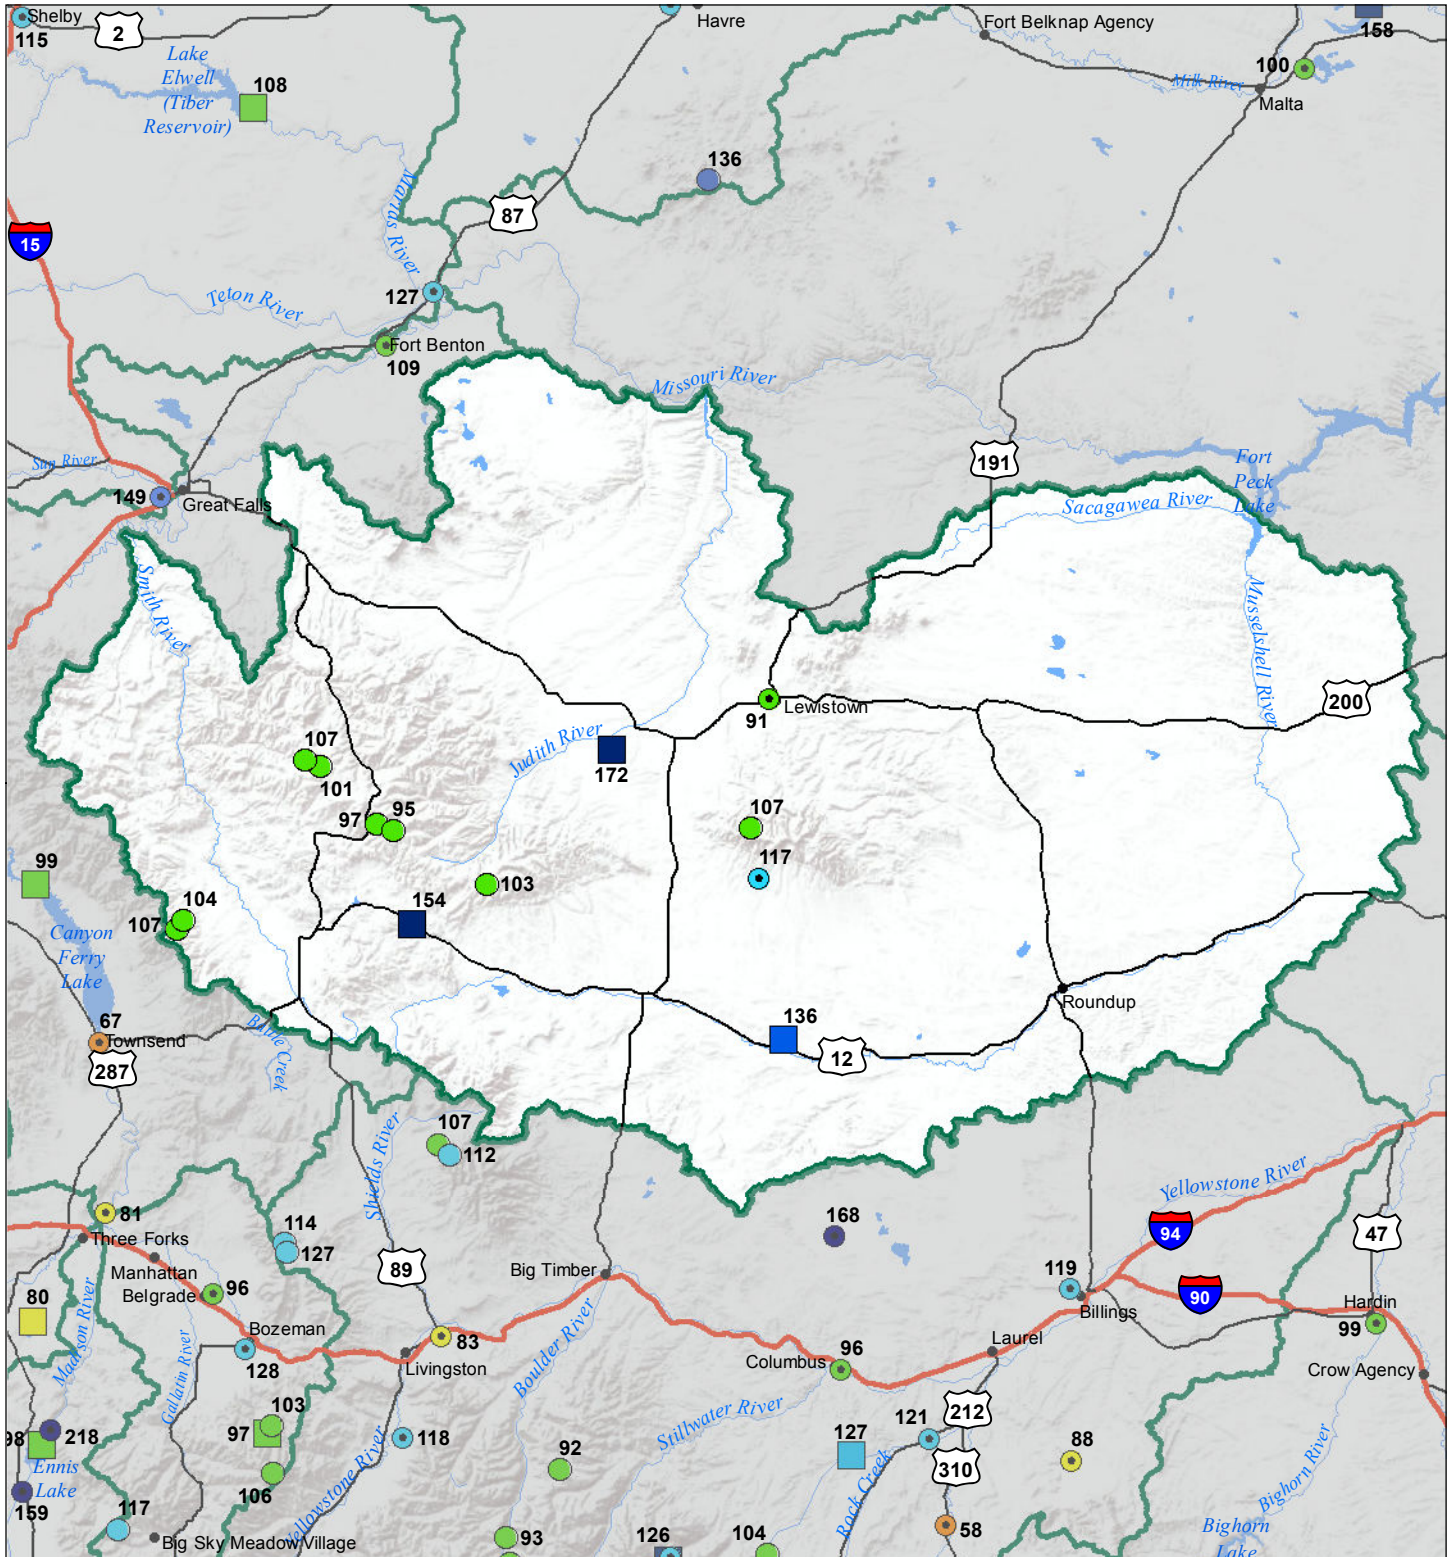 Shelby
115
2
Havre
Fort Belknap Agency
158
Lake
Elwell
(Tiber
Reservoir)
108
100
Milk River
Malta
136
Marias River
87
15
127
Teton River
Fort Benton
109
Missouri River
191
Fort
Peck
Lake
Sun River
149
Great Falls
Sacagawea River
Smith River
Musselshell River
200
91
Lewistown
107
101
Judith River
172
97
95
107
117
99
103
154
104
107
Canyon
Ferry
Lake
Roundup
67
Townsend
287
Battle Creek
136
12
107
112
Shields River
Yellowstone River
81
Three Forks
114
127
168
94
47
Manhattan
Belgrade
96
89
Big Timber
119
Billings
90
Hardin
99
80
Madison River
Bozeman
128
83
Livingston
Boulder River
Columbus
96
Laurel
Crow Agency
Gallatin River
103
97
118
Stillwater River
212
121
98
218
Ennis
Lake
106
92
127
310
88
Rock Creek
Bighorn River
159
117
Big Sky Meadow Village
Yellowstone River
93
126
104
58
Bighorn
Lake